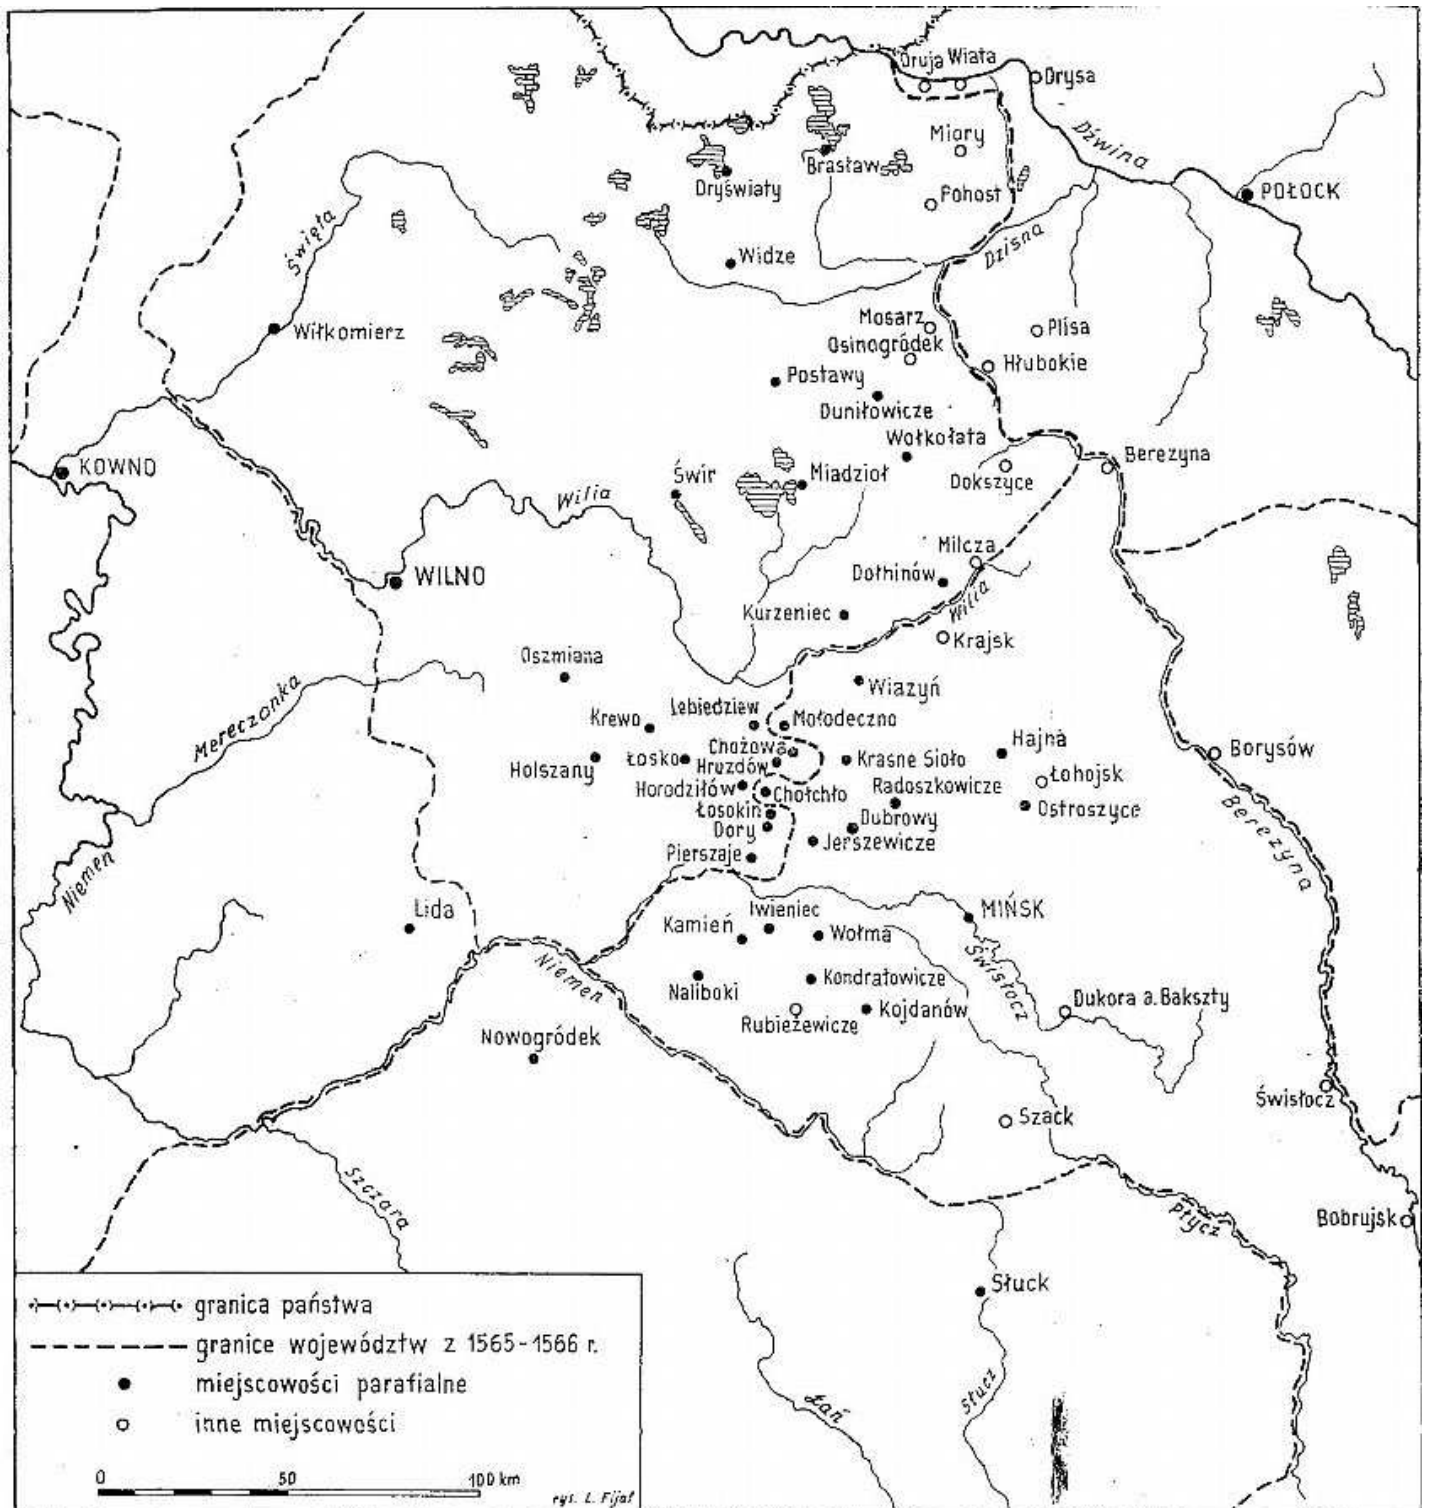 Druja Wiata
Drysa
Dźwina
Miory
Brasław
Dryświaty
Pohost
POŁOCK
Święta
Dzisna
Widze
Wiłkomierz
Mosarz
Plisa
Osinogródek
Hłubokie
Postawy
Duniłowicze
Wołkołata
KOWNO
Świr
Miadzioł
Berezyna
Dokszyce
Wilia
Milcza
WILNO
Dołhinów
Kurzeniec
Wilia
Krajsk
Oszmiana
Wiazyń
Mereczanka
Krewo
Lebiedziew
Mołodeczno
Chożowa
Hajna
Borysów
Holszany
Łosko
Hruzdów
Krasne Sioło
Łohojsk
Horodziłów
Chołchło
Radoszkowicze
Ostroszyce
Łosokin
Dubrowy
Berezyna
Dory
Jerszewicze
Niemen
Pierszaje
Lida
Iwieniec
MIŃSK
Kamień
Wołma
Niemen
Świsłocz
Naliboki
Kondratowicze
Dukora a. Bakszty
Rubieżewicze
Kojdanów
Nowogródek
Świsłocz
Szack
Szczara
Ptycz
Bobrujsk
Słuck
granica państwa
granice województw z 1565-1566 r.
miejscowości parafialne
Łań
Słucz
inne miejscowości
0 50 100 km
rys. L. Fijał